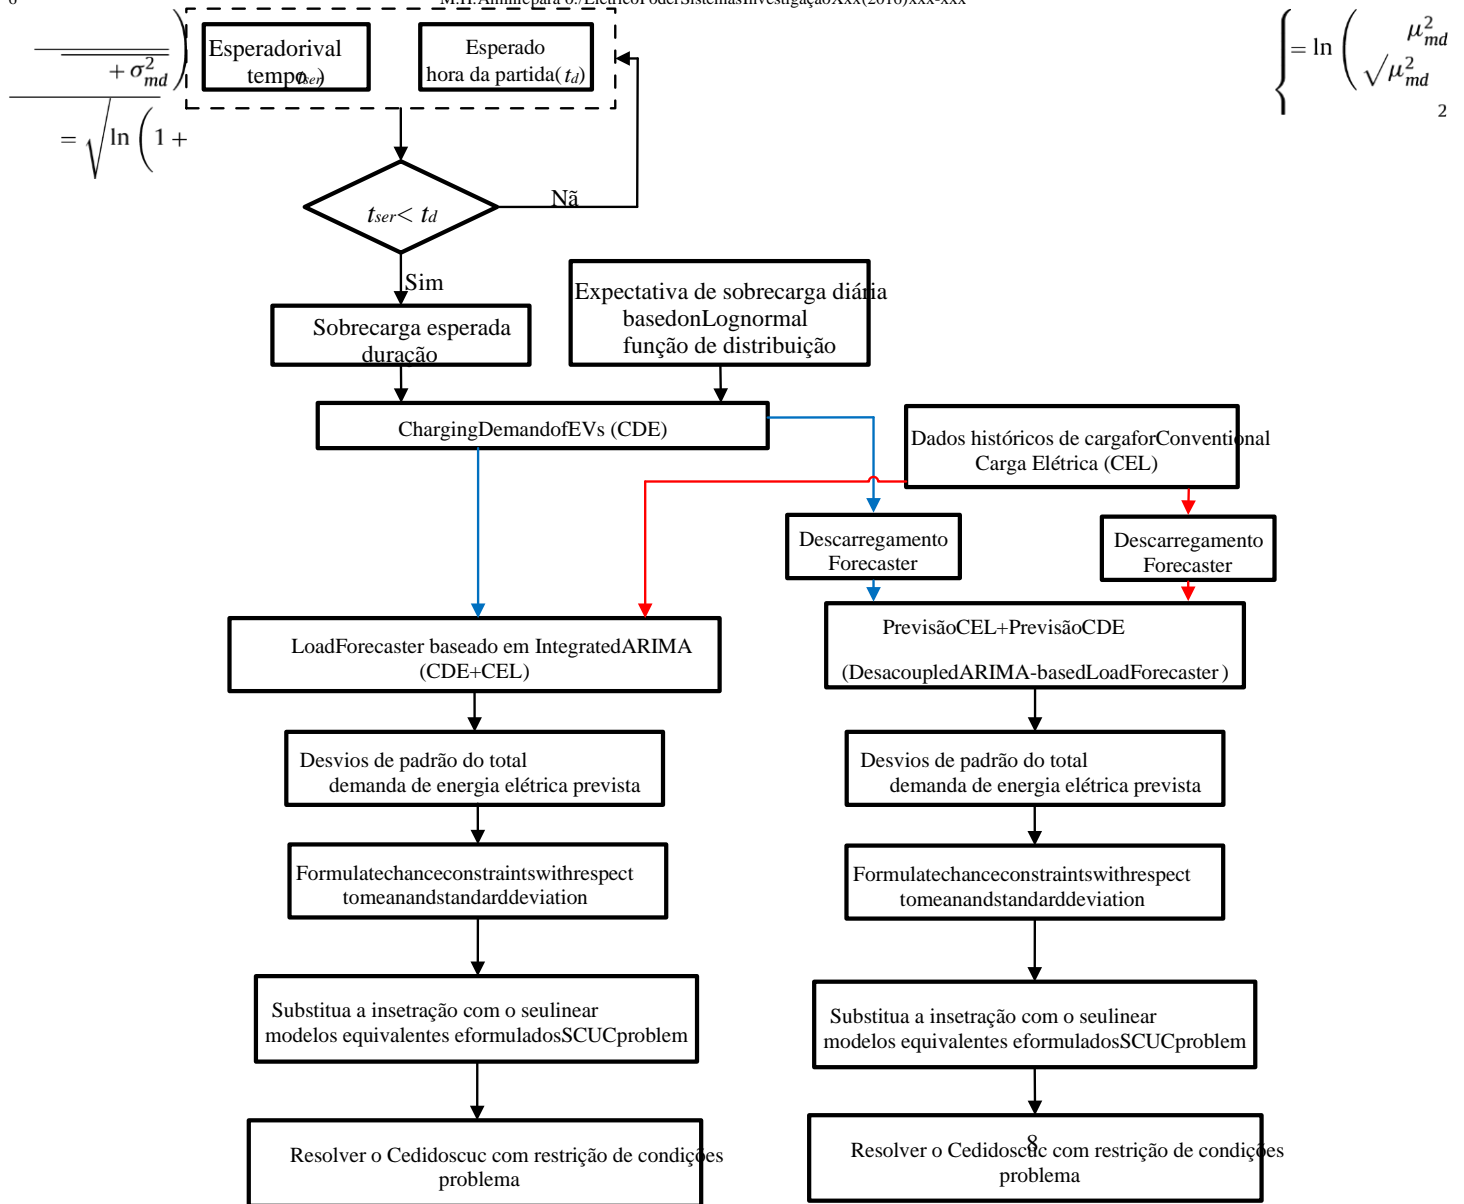 6
M.H.Aminiepara o./ElétricoPoderSistemasInvestigaçãoXxx(2016)xxx-xxx
+ σ²md )
= √ln(1 +
{= ln( μ²md
√μ²md
2
Esperadorival
tempo tser)
Esperado
hora da partida(td)
tser< td
Nã
Sim
Sobrecarga esperada
duração
Expectativa de sobrecarga diária
basedonLognormal
função de distribuição
ChargingDemandofEVs (CDE)
Dados históricos de cargaforConventional
Carga Elétrica (CEL)
Descarregamento
Forecaster
Descarregamento
Forecaster
LoadForecaster baseado em IntegratedARIMA
(CDE+CEL)
PrevisãoCEL+PrevisãoCDE
(DesacoupledARIMA-basedLoadForecaster )
Desvios de padrão do total
demanda de energia elétrica prevista
Desvios de padrão do total
demanda de energia elétrica prevista
Formulatechanceconstraintswithrespect
tomeanandstandarddeviation
Formulatechanceconstraintswithrespect
tomeanandstandarddeviation
Substitua a insetração com o seulinear
modelos equivalentes eformuladosSCUCproblem
Substitua a insetração com o seulinear
modelos equivalentes eformuladosSCUCproblem
Resolver o Cedidoscuc com restrição de condições
problema
8
Resolver o Cedidoscuc com restrição de condições
problema